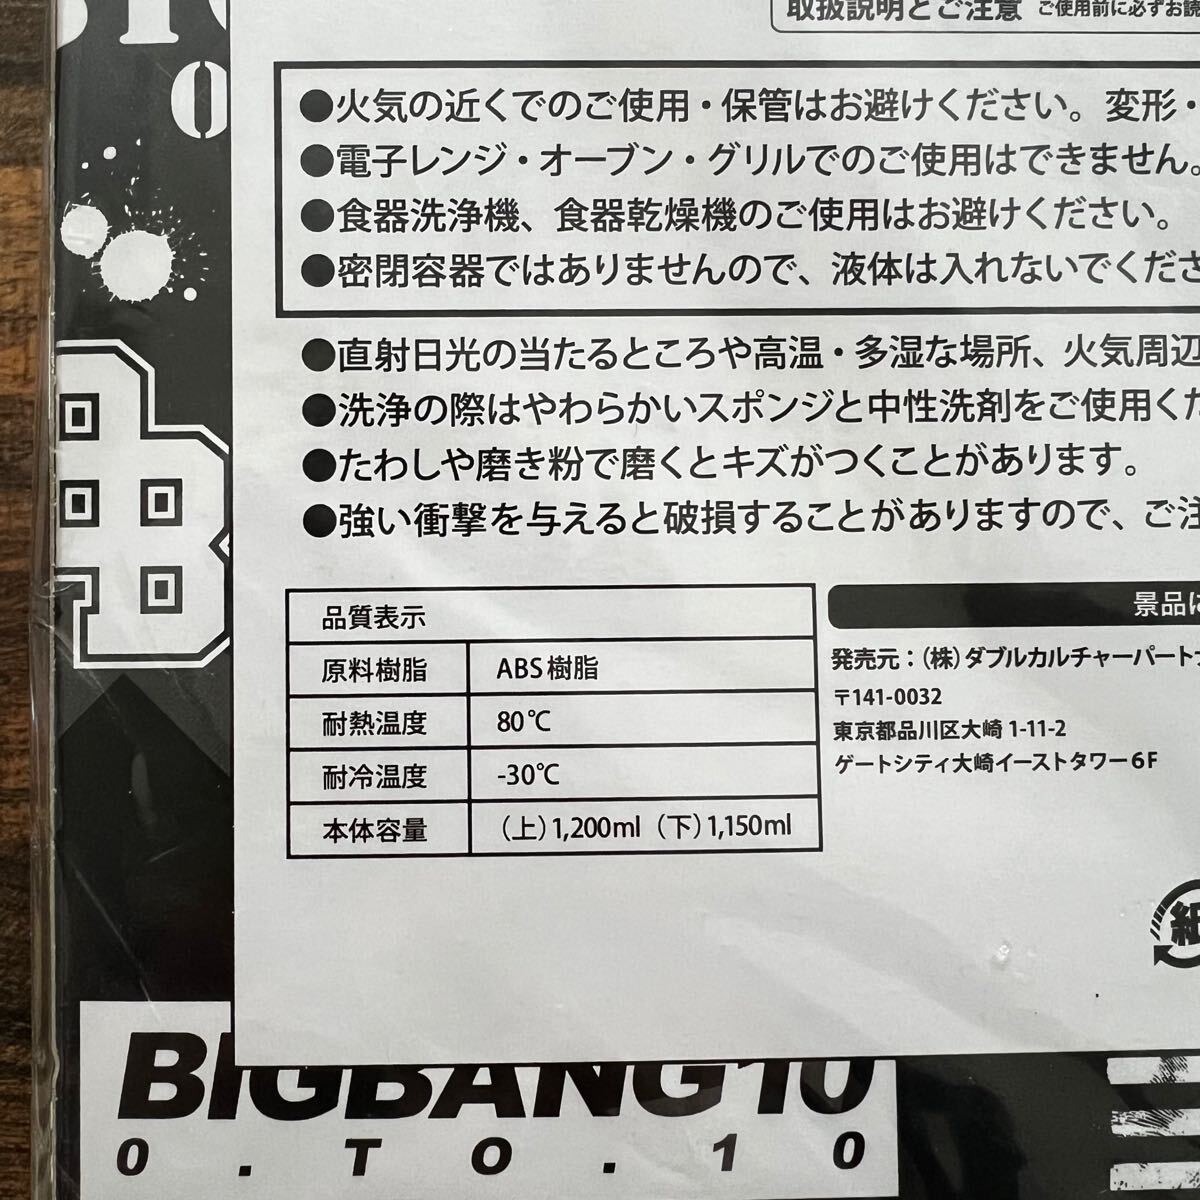 取扱説明とご注意 ご使用前に必ずお読
0
●火気の近くでのご使用・保管はお避けください。変形・
●電子レンジ・オーブン・グリルでのご使用はできません。
●食器洗浄機、食器乾燥機のご使用はお避けください。
●密閉容器ではありませんので、液体は入れないでくださ
●直射日光の当たるところや高温・多湿な場所、火気周辺
●洗浄の際はやわらかいスポンジと中性洗剤をご使用くだ
●たわしや磨き粉で磨くとキズがつくことがあります。
●強い衝撃を与えると破損することがありますので、ご注
品質表示
原料樹脂 ABS樹脂
耐熱温度 80℃
耐冷温度 -30℃
本体容量 （上）1,200ml （下）1,150ml
景品に
発売元：（株）ダブルカルチャーパートナ
〒141-0032
東京都品川区大崎 1-11-2
ゲートシティ大崎イーストタワー6F
紙
BIGBANG10
0.TO.10